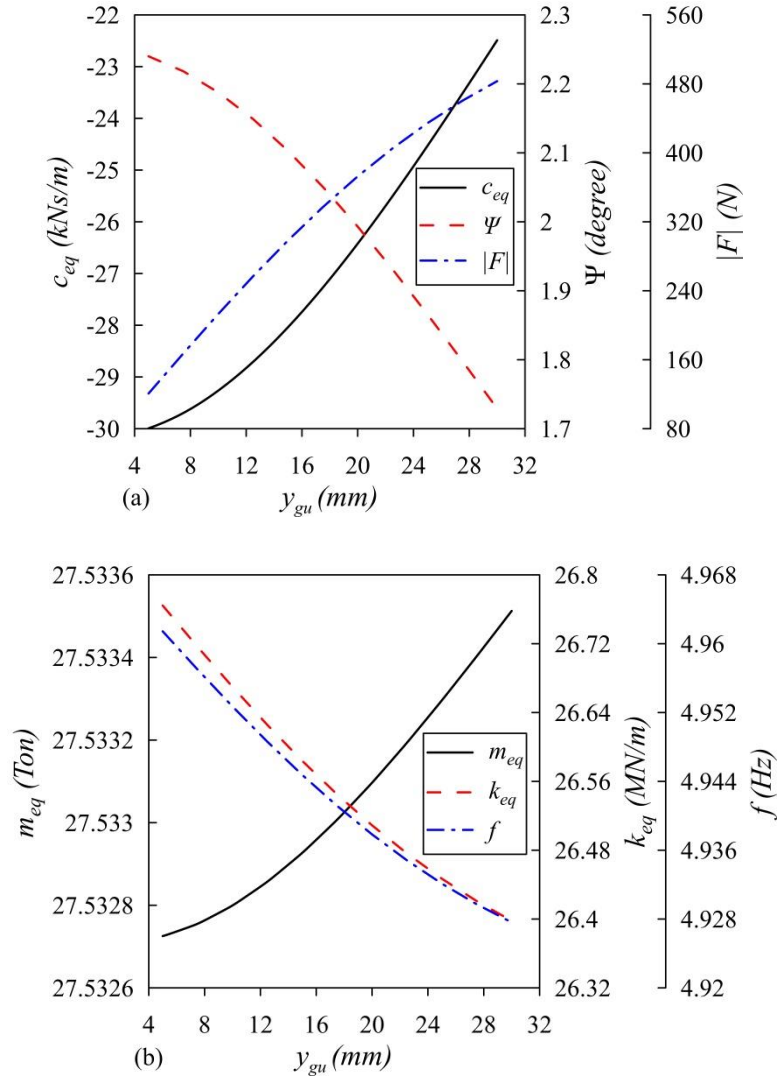 -22
-23
-24
-25
-26
-27
-28
-29
-30
c_eq (kNs/m)
2.3
2.2
2.1
2
1.9
1.8
1.7
Ψ (degree)
560
480
400
320
240
160
80
|F| (N)
c_eq
Ψ
|F|
4 8 12 16 20 24 28 32
(a) y_gu (mm)
27.5336
27.5334
27.5332
27.533
27.5328
27.5326
m_eq (Ton)
26.8
26.72
26.64
26.56
26.48
26.4
26.32
k_eq (MN/m)
4.968
4.96
4.952
4.944
4.936
4.928
4.92
f (Hz)
m_eq
k_eq
f
4 8 12 16 20 24 28 32
(b) y_gu (mm)